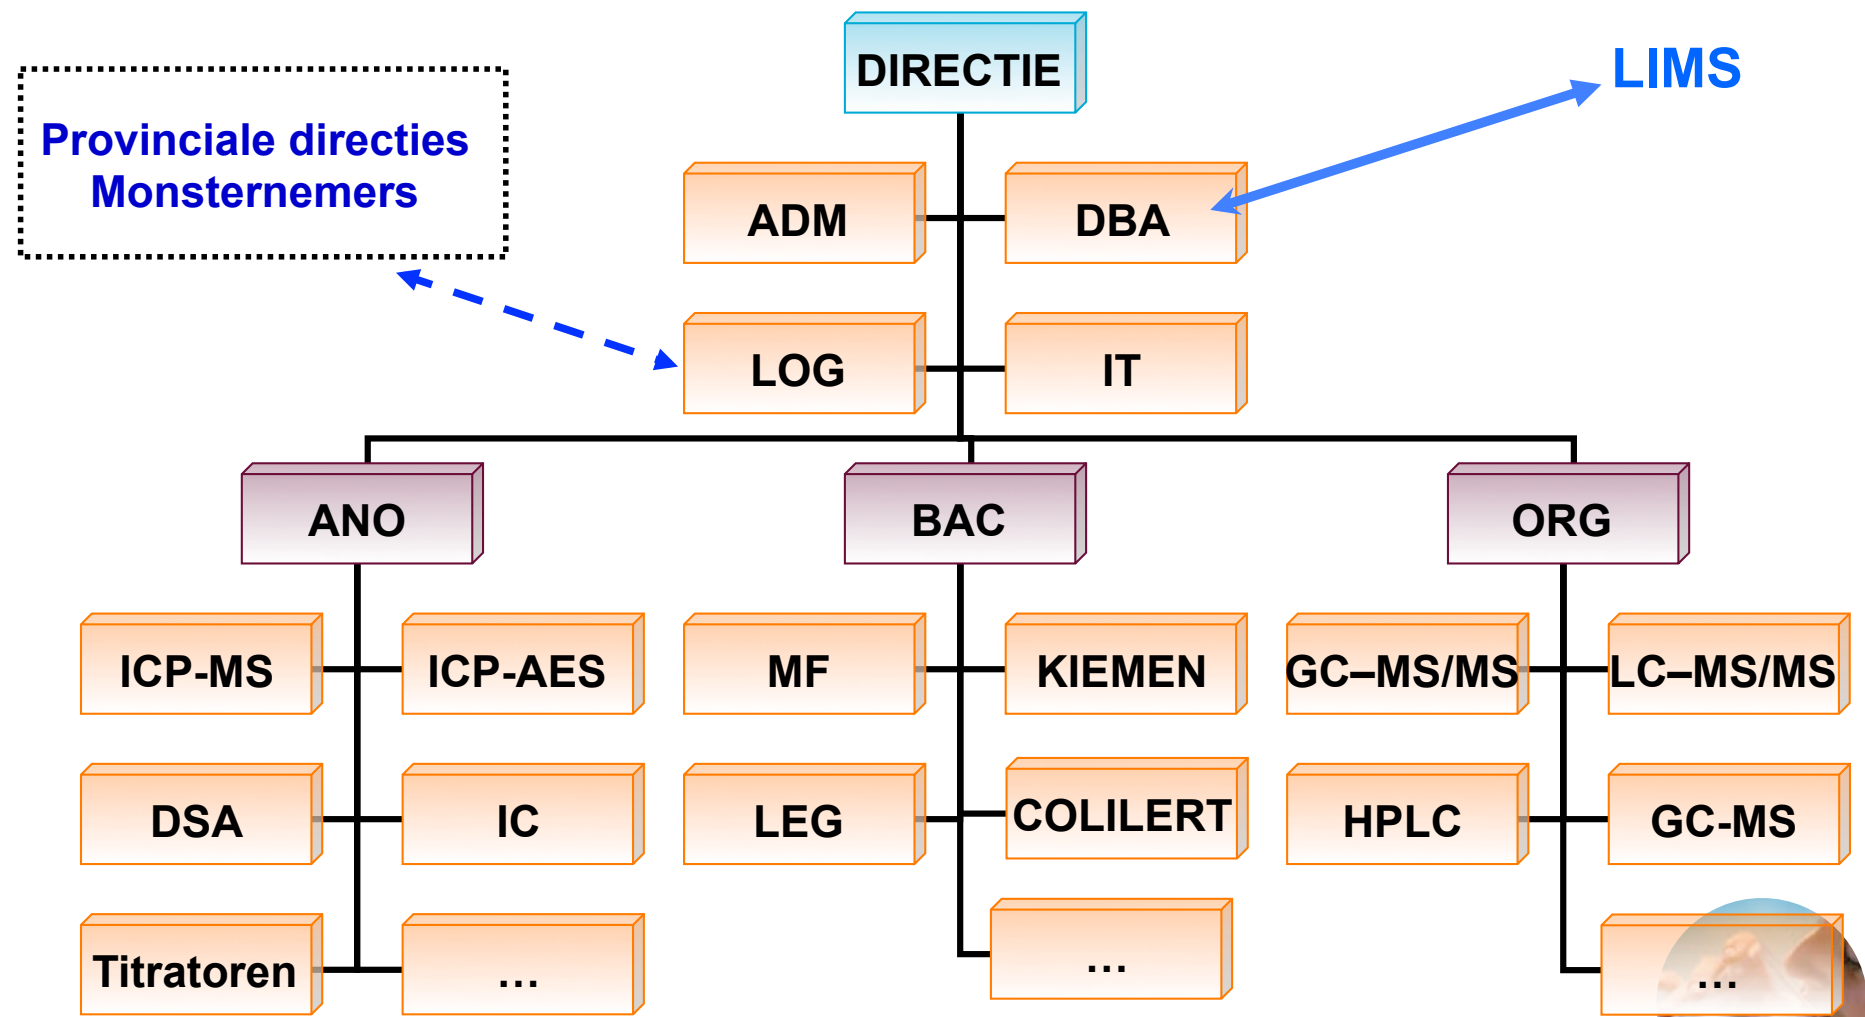 DIRECTIE
LIMS
Provinciale directies
Monsternemers
ADM
DBA
LOG
IT
ANO
BAC
ORG
ICP-MS
ICP-AES
MF
KIEMEN
GC–MS/MS
LC–MS/MS
DSA
IC
LEG
COLILERT
HPLC
GC-MS
Titratoren
...
...
...